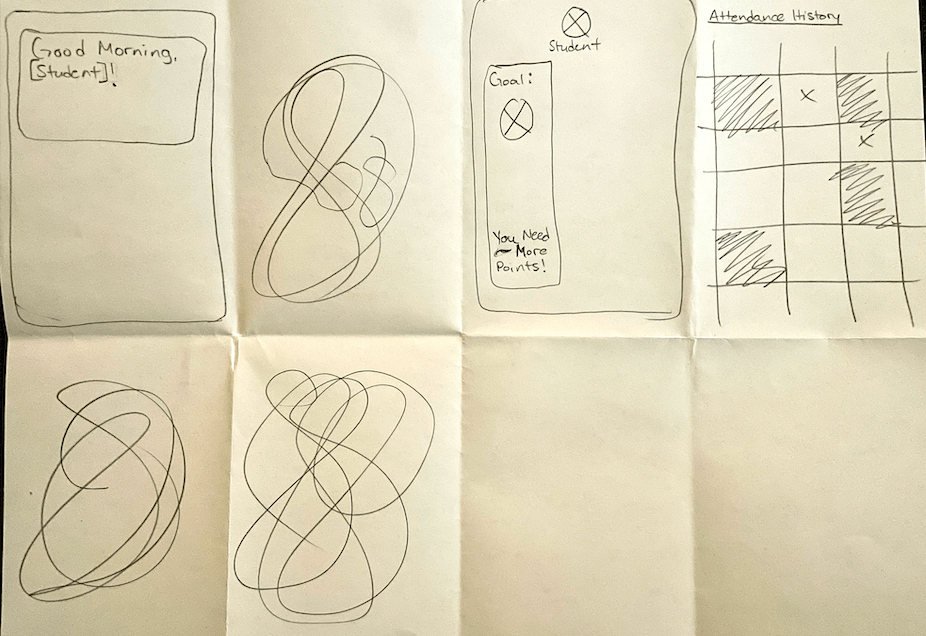 Good Morning,
[Student]!
Student
Goal:
You Need
More
Points!
Attendance History
X
X